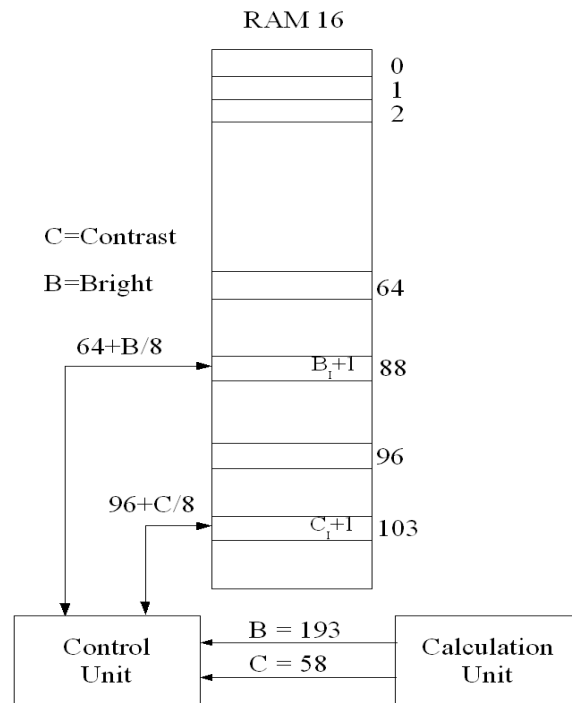 RAM 16
0
1
2
C=Contrast
B=Bright
64
64+B/8
B_I+1
88
96
96+C/8
C_I+1
103
B = 193
C = 58
Control
Unit
Calculation
Unit